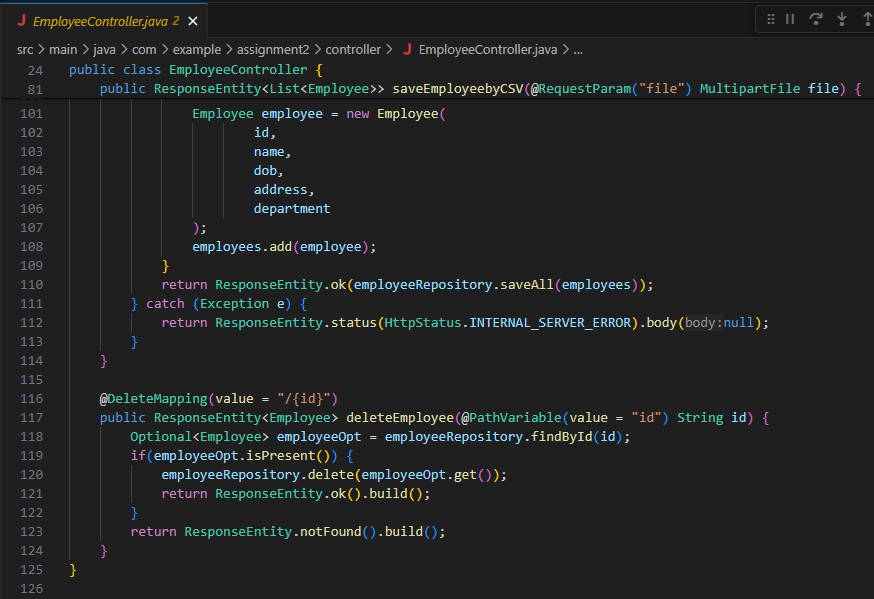 J EmployeeController.java 2 ×
src > main > java > com > example > assignment2 > controller > J EmployeeController.java > ...
24 public class EmployeeController {
81 public ResponseEntity<List<Employee>> saveEmployeebyCSV(@RequestParam("file") MultipartFile file) {
101 Employee employee = new Employee(
102 id,
103 name,
104 dob,
105 address,
106 department
107 );
108 employees.add(employee);
109 }
110 return ResponseEntity.ok(employeeRepository.saveAll(employees));
111 } catch (Exception e) {
112 return ResponseEntity.status(HttpStatus.INTERNAL_SERVER_ERROR).body(body:null);
113 }
114 }
115
116 @DeleteMapping(value = "/{id}")
117 public ResponseEntity<Employee> deleteEmployee(@PathVariable(value = "id") String id) {
118 Optional<Employee> employeeOpt = employeeRepository.findById(id);
119 if(employeeOpt.isPresent()) {
120 employeeRepository.delete(employeeOpt.get());
121 return ResponseEntity.ok().build();
122 }
123 return ResponseEntity.notFound().build();
124 }
125 }
126